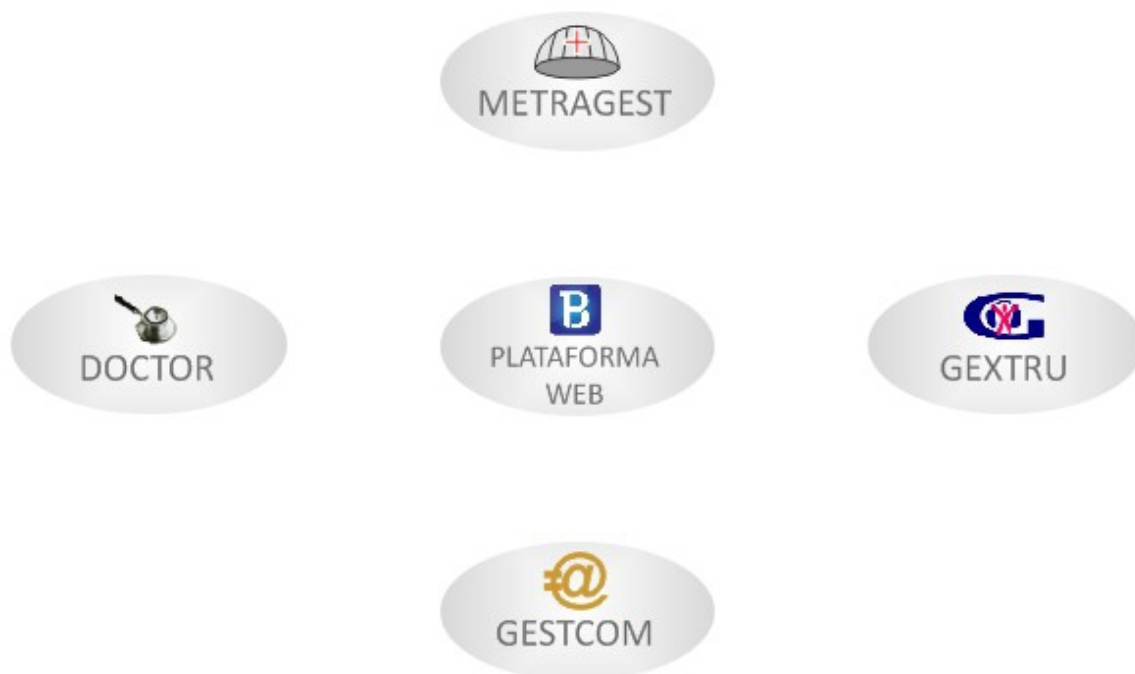 METRAGEST
DOCTOR
PLATAFORMA
WEB
GEXTRU
GESTCOM